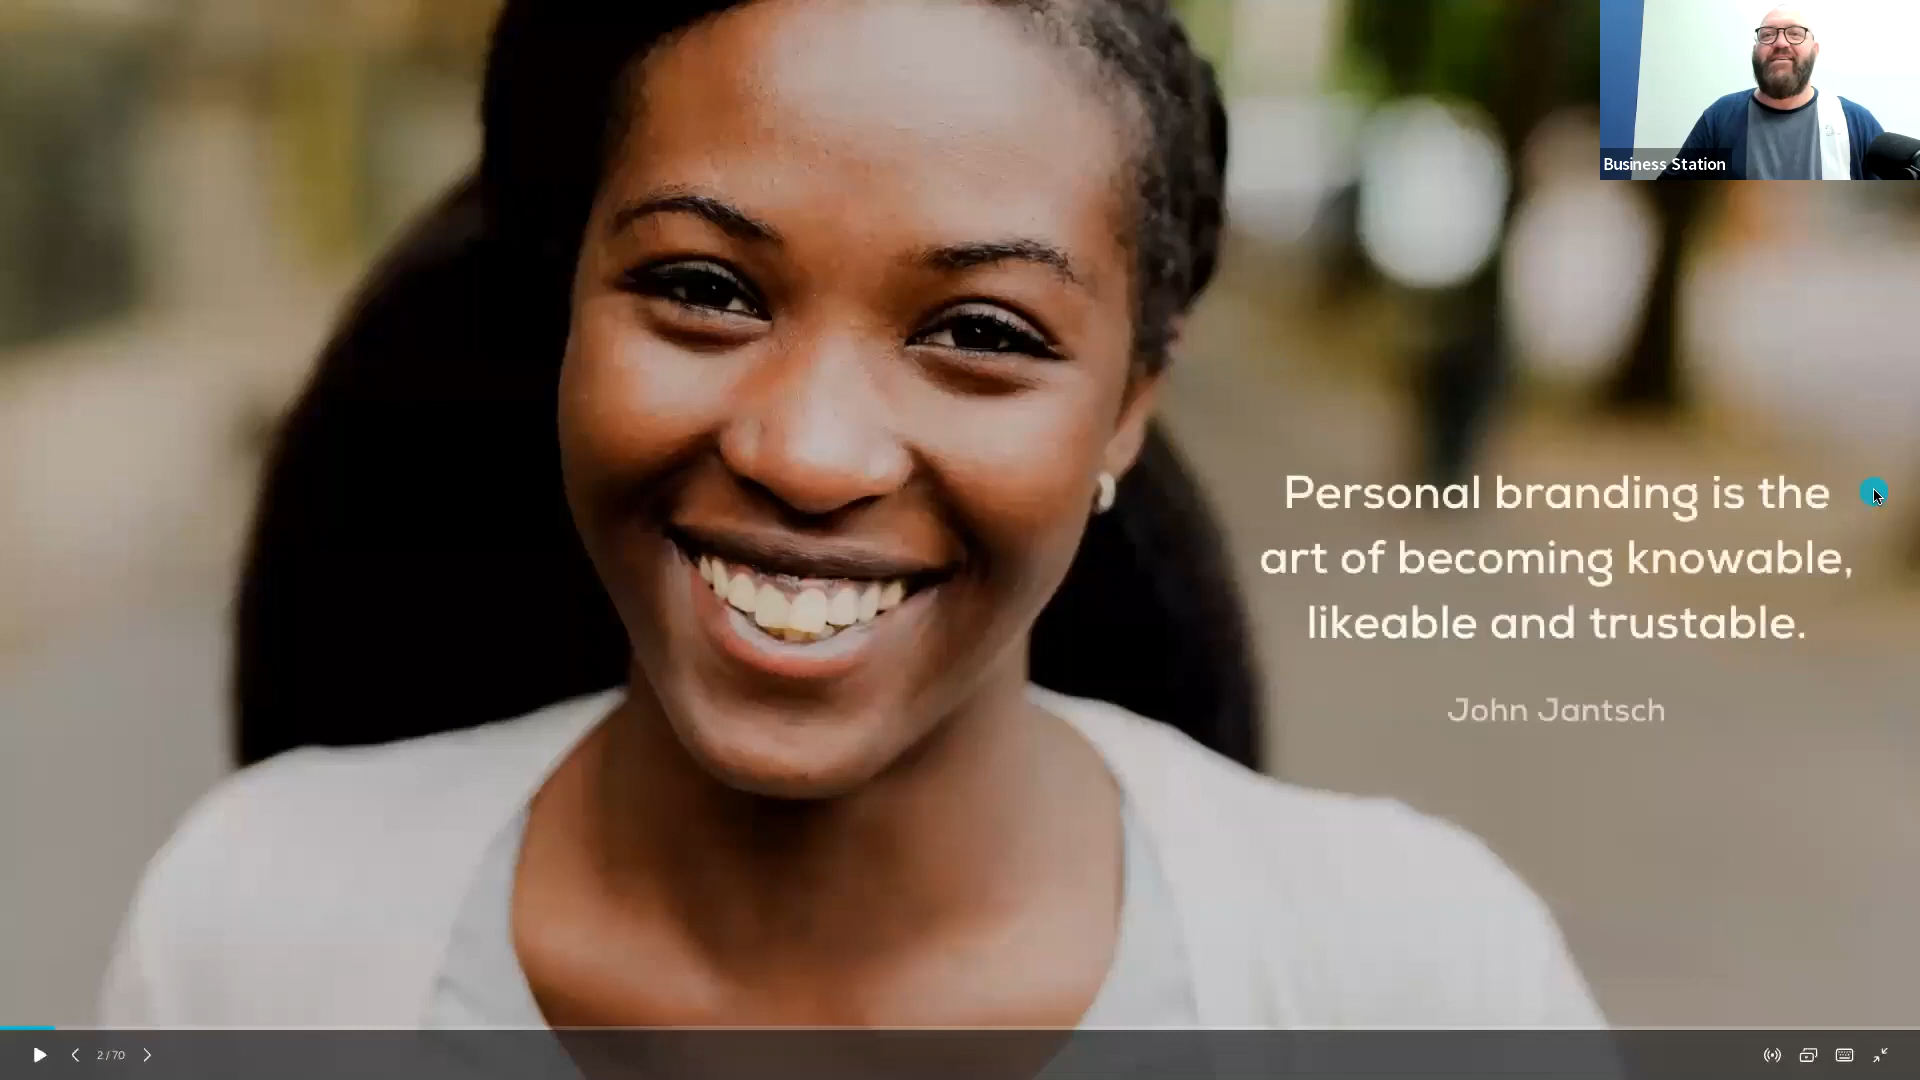 Business Station
Personal branding is the
art of becoming knowable,
likeable and trustable.
John Jantsch
2 / 70